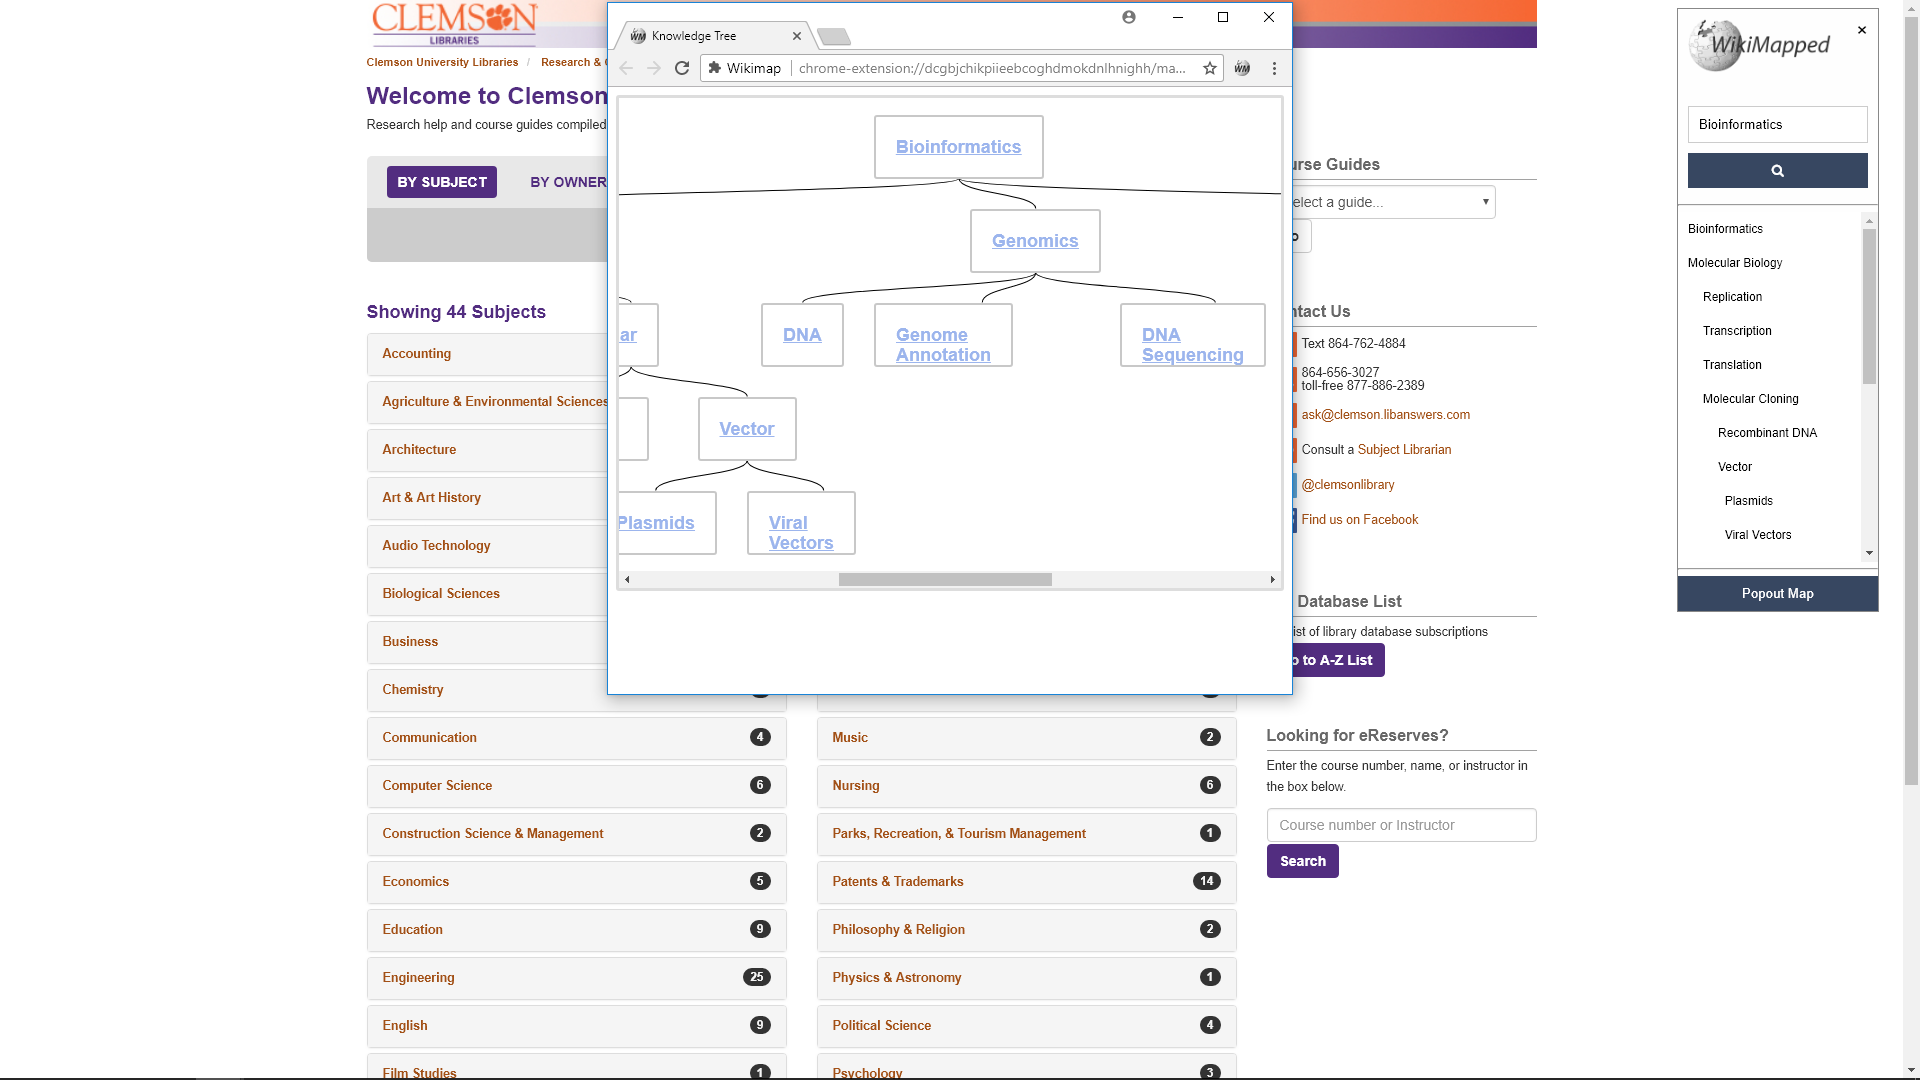 CLEMSON
LIBRARIES
Clemson University Libraries / Research &
Welcome to Clemson
Research help and course guides compiled
BY SUBJECT
BY OWNER
Showing 44 Subjects
Accounting
Agriculture & Environmental Sciences
Architecture
Art & Art History
Audio Technology
Biological Sciences
Business
Chemistry
Communication 4
Computer Science 6
Construction Science & Management 2
Economics 5
Education 9
Engineering 25
English 9
Film Studies 1
Music 2
Nursing 6
Parks, Recreation, & Tourism Management 1
Patents & Trademarks 14
Philosophy & Religion 2
Physics & Astronomy 1
Political Science 4
Psychology 3
WM Knowledge Tree
Wikimap
chrome-extension://dcgbjchikpiieebcoghdmokdnlhnighh/ma...
WM
Bioinformatics
Genomics
ar
DNA
Genome
Annotation
DNA
Sequencing
Vector
Plasmids
Viral
Vectors
urse Guides
elect a guide...
o
ntact Us
Text 864-762-4884
864-656-3027
toll-free 877-886-2389
ask@clemson.libanswers.com
Consult a Subject Librarian
@clemsonlibrary
Find us on Facebook
Database List
ist of library database subscriptions
o to A-Z List
Looking for eReserves?
Enter the course number, name, or instructor in
the box below.
Course number or Instructor
Search
WikiMapped
Bioinformatics
Bioinformatics
Molecular Biology
Replication
Transcription
Translation
Molecular Cloning
Recombinant DNA
Vector
Plasmids
Viral Vectors
Popout Map